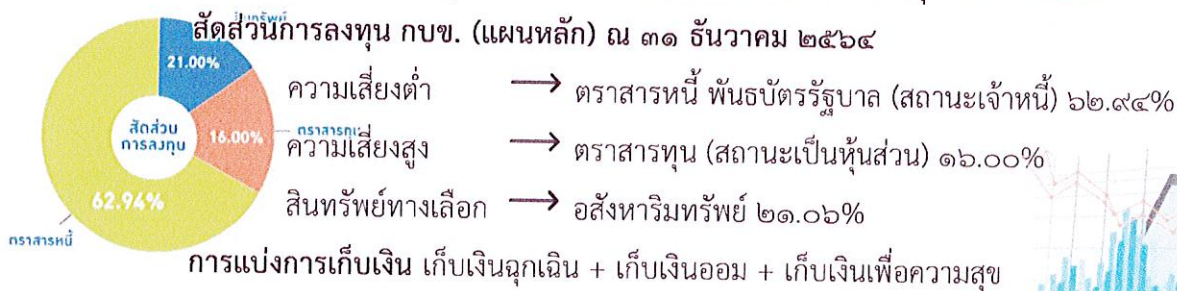 สัดส่วนการลงทุน กบข. (แผนหลัก) ณ ๓๑ ธันวาคม ๒๕๖๔
21.00%
ความเสี่ยงต่ำ → ตราสารหนี้ พันธบัตรรัฐบาล (สถานะเจ้าหนี้) ๖๒.๙๔%
สัดส่วน
การลงทุน
16.00%
ความเสี่ยงสูง → ตราสารทุน (สถานะเป็นหุ้นส่วน) ๑๖.๐๐%
62.94%
สินทรัพย์ทางเลือก → อสังหาริมทรัพย์ ๒๑.๐๖%
ตราสารหนี้
การแบ่งการเก็บเงิน เก็บเงินฉุกเฉิน + เก็บเงินออม + เก็บเงินเพื่อความสุข